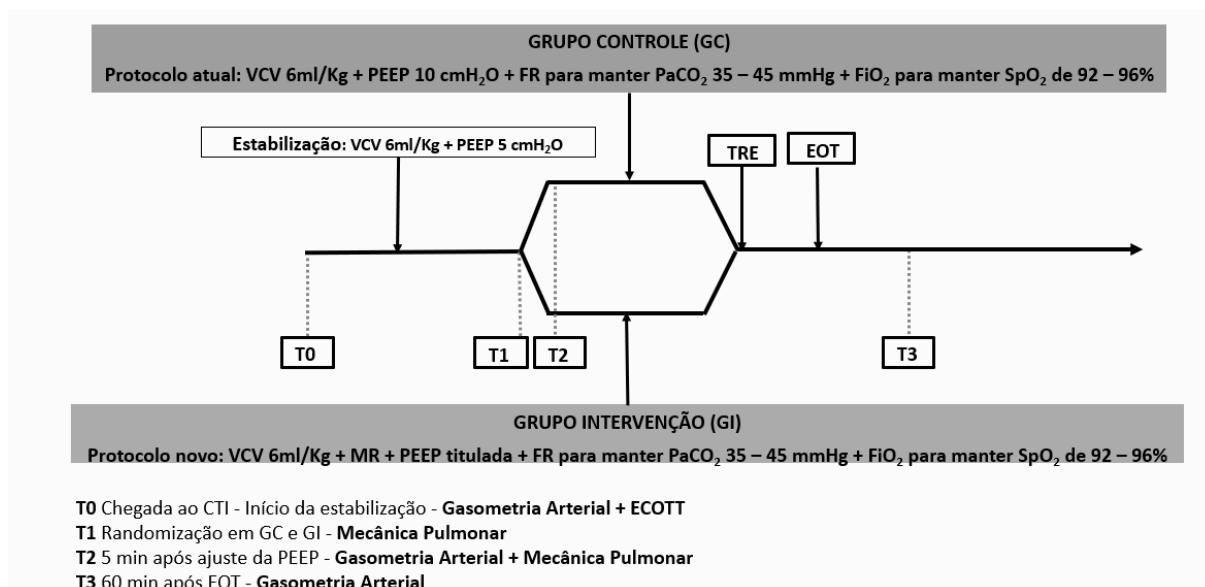 GRUPO CONTROLE (GC)
Protocolo atual: VCV 6ml/Kg + PEEP 10 cmH₂O + FR para manter PaCO₂ 35 – 45 mmHg + FiO₂ para manter SpO₂ de 92 – 96%
Estabilização: VCV 6ml/Kg + PEEP 5 cmH₂O
TRE
EOT
T0
T1
T2
T3
GRUPO INTERVENÇÃO (GI)
Protocolo novo: VCV 6ml/Kg + MR + PEEP titulada + FR para manter PaCO₂ 35 – 45 mmHg + FiO₂ para manter SpO₂ de 92 – 96%
T0 Chegada ao CTI - Início da estabilização - Gasometria Arterial + ECOTT
T1 Randomização em GC e GI - Mecânica Pulmonar
T2 5 min após ajuste da PEEP - Gasometria Arterial + Mecânica Pulmonar
T3 60 min após EOT - Gasometria Arterial